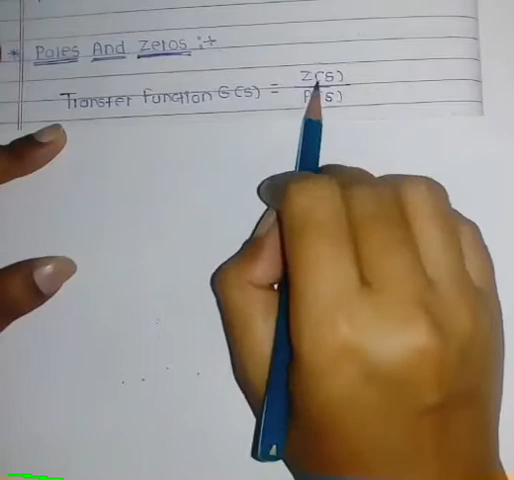 * Poles And Zeros :+
Transfer function G(s) = Z(s)
P(s)